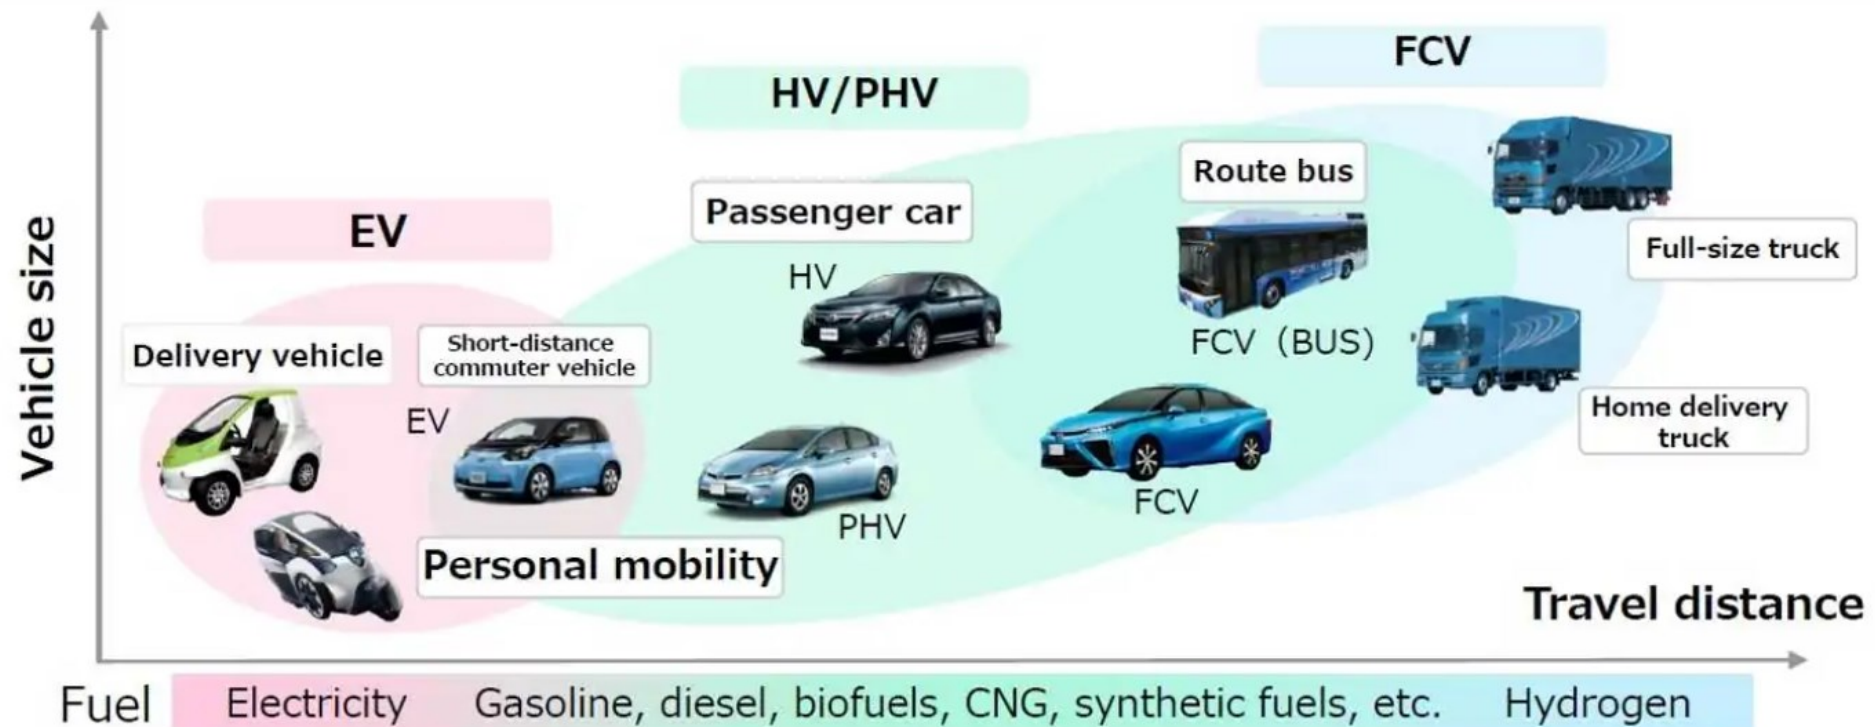 FCV
HV/PHV
EV
Route bus
Passenger car
Full-size truck
HV
FCV（BUS)
Delivery vehicle
Short-distance
commuter vehicle
EV
Home delivery
truck
PHV
FCV
Personal mobility
Vehicle size
Travel distance
Fuel
Electricity
Gasoline, diesel, biofuels, CNG, synthetic fuels, etc.
Hydrogen